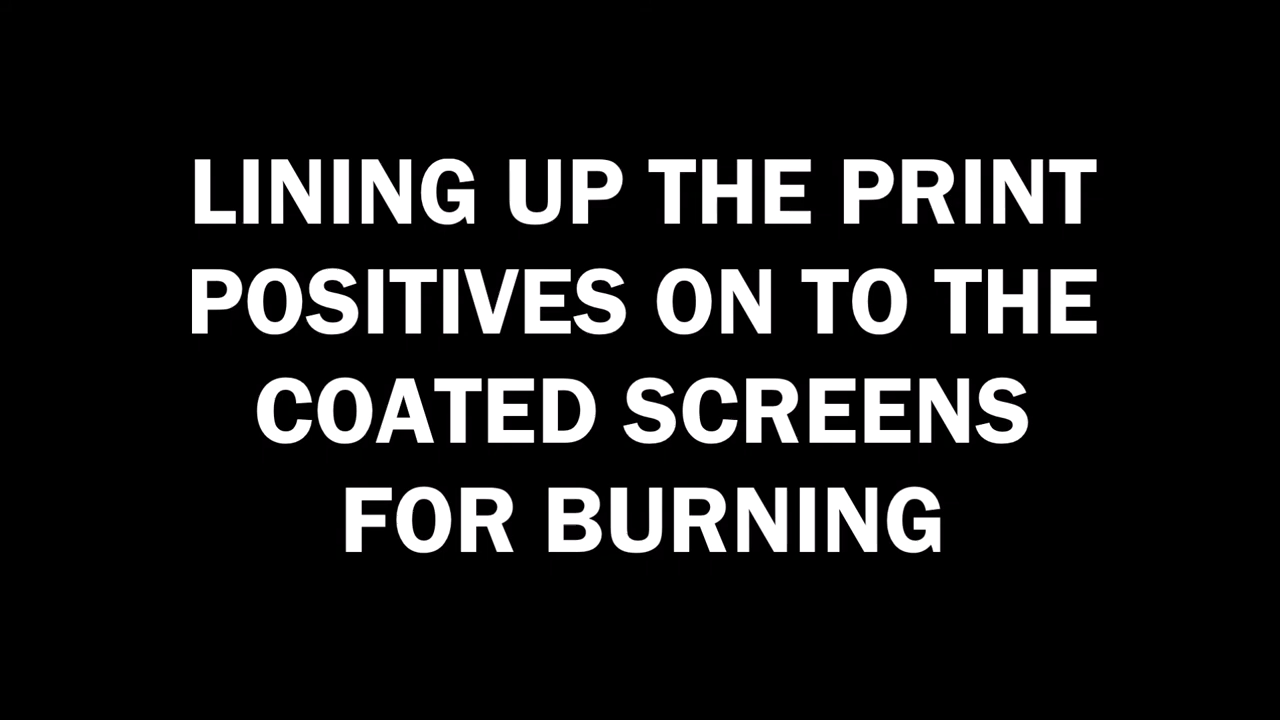 LINING UP THE PRINT
POSITIVES ON TO THE
COATED SCREENS
FOR BURNING